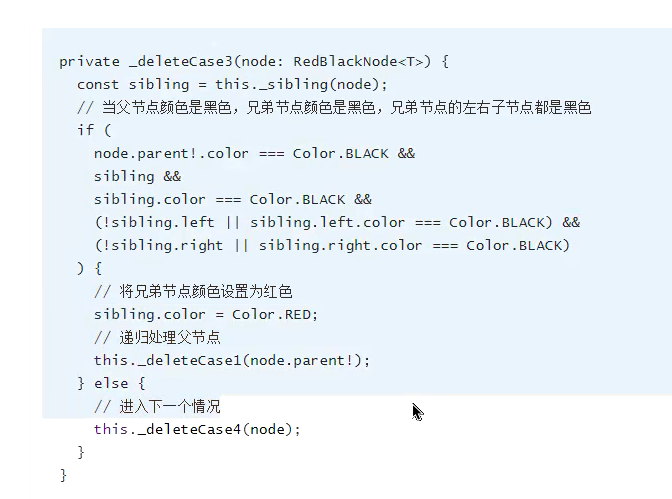 private _deleteCase3(node: RedBlackNode<T>) {
const sibling = this._sibling(node);
// 当父节点颜色是黑色，兄弟节点颜色是黑色，兄弟节点的左右子节点都是黑色
if (
node.parent!.color === Color.BLACK &&
sibling &&
sibling.color === Color.BLACK &&
(!sibling.left || sibling.left.color === Color.BLACK) &&
(!sibling.right || sibling.right.color === Color.BLACK)
) {
// 将兄弟节点颜色设置为红色
sibling.color = Color.RED;
// 递归处理父节点
this._deleteCase1(node.parent!);
} else {
// 进入下一个情况
this._deleteCase4(node);
}
}